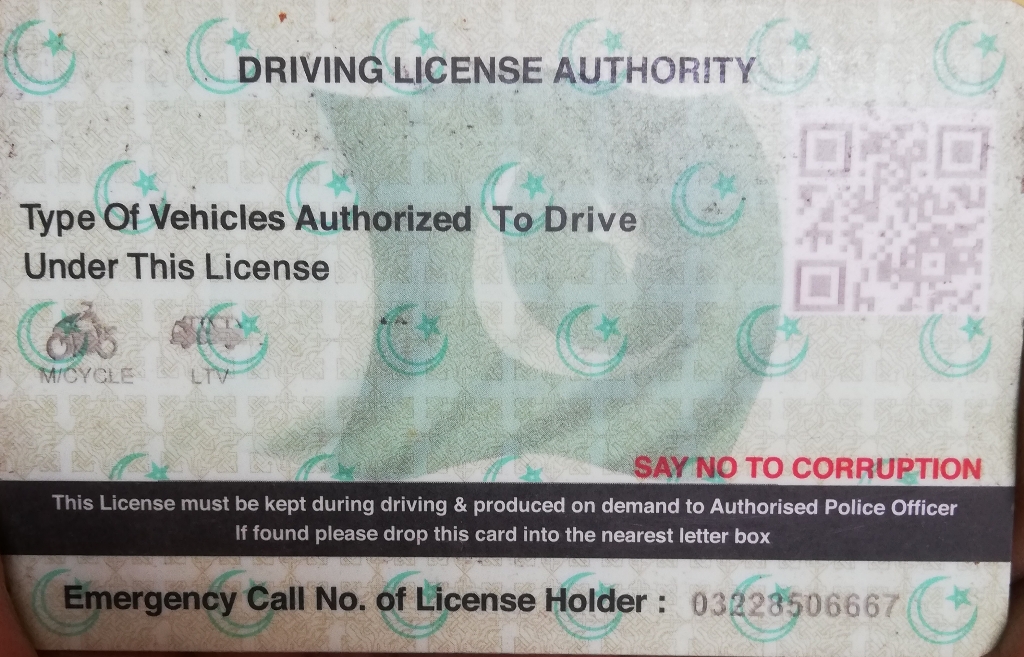 DRIVING LICENSE AUTHORITY
Type Of Vehicles Authorized To Drive
Under This License
M/CYCLE LTV
SAY NO TO CORRUPTION
This License must be kept during driving & produced on demand to Authorised Police Officer
If found please drop this card into the nearest letter box
Emergency Call No. of License Holder : 03228506667